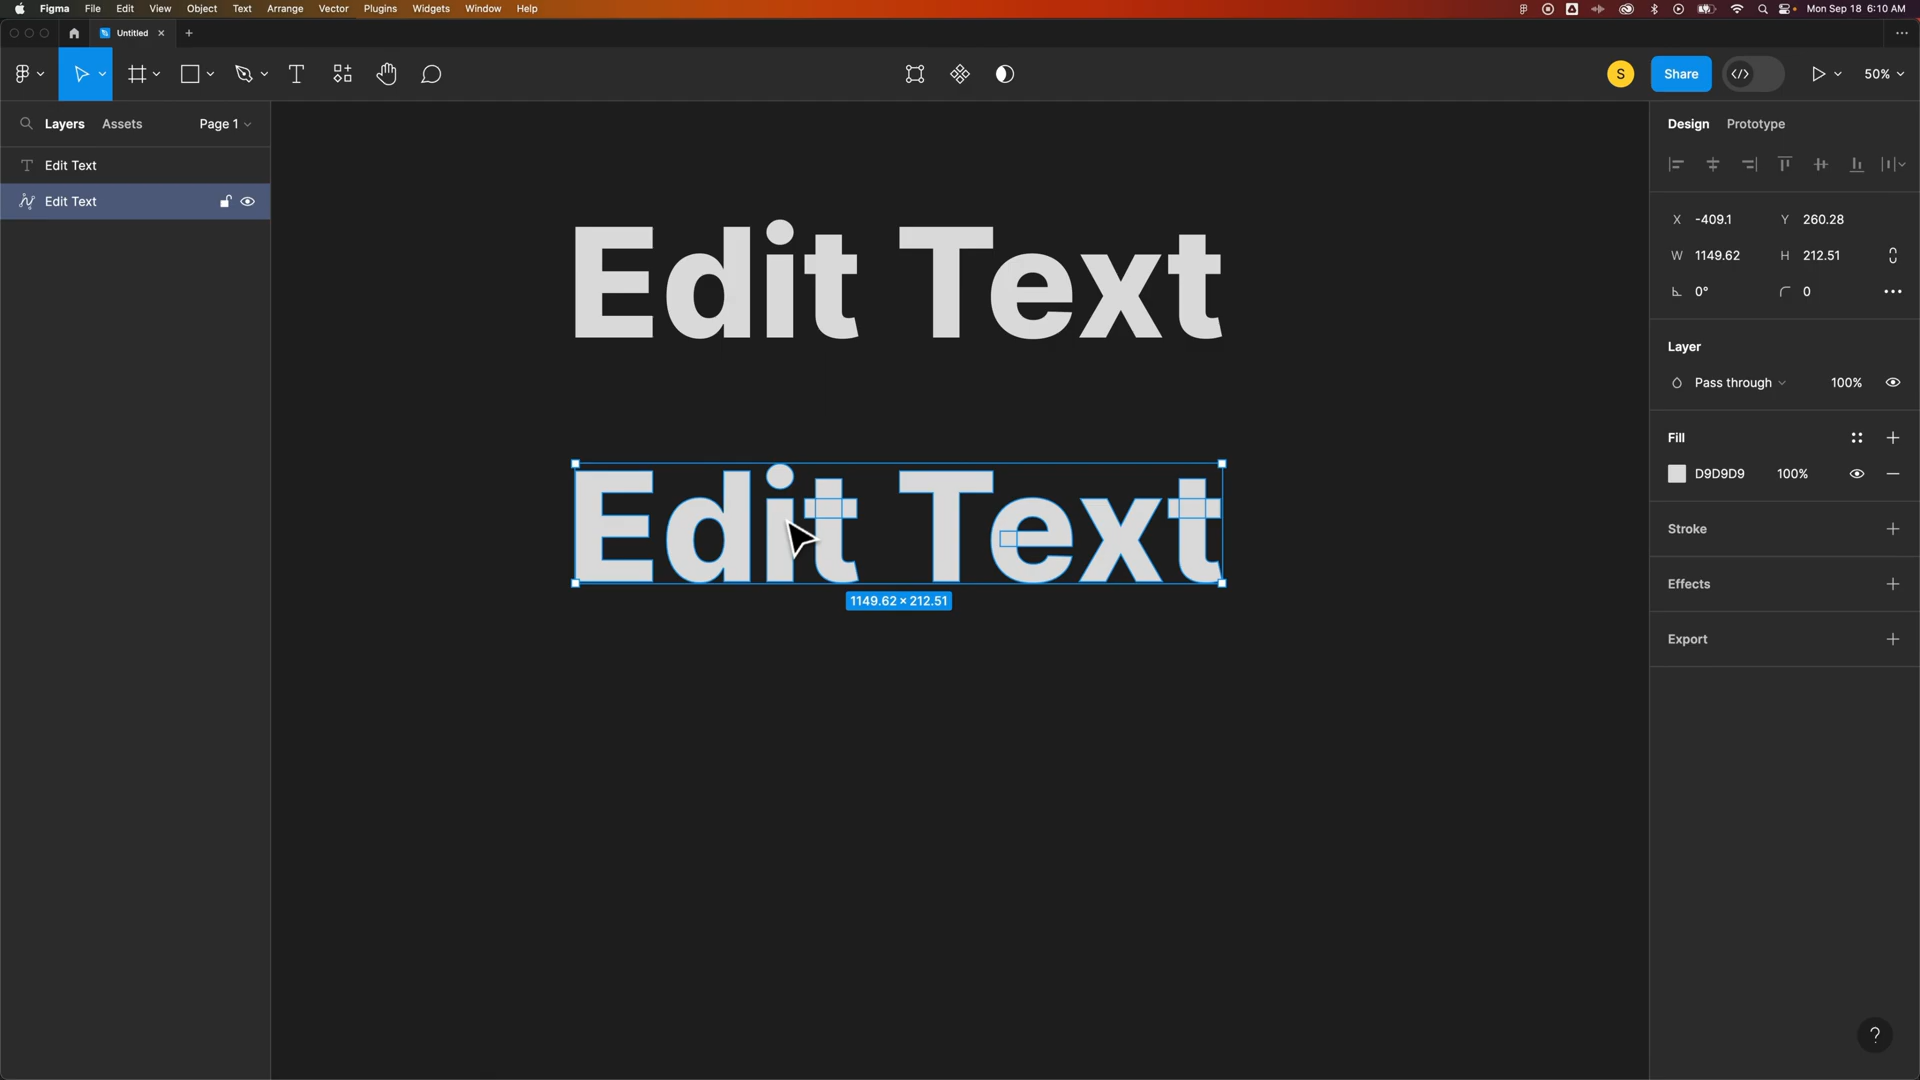 Figma File Edit View Object Text Arrange Vector Plugins Widgets Window Help Mon Sep 18 6:10 AM
Untitled
S Share 50%
Layers Assets Page 1
Design Prototype
Edit Text
Edit Text
X -409.1 Y 260.28
W 1149.62 H 212.51
0° 0
Layer
Pass through 100%
Fill
D9D9D9 100%
Stroke
Effects
Export
Edit Text
Edit Text
1149.62 × 212.51
?